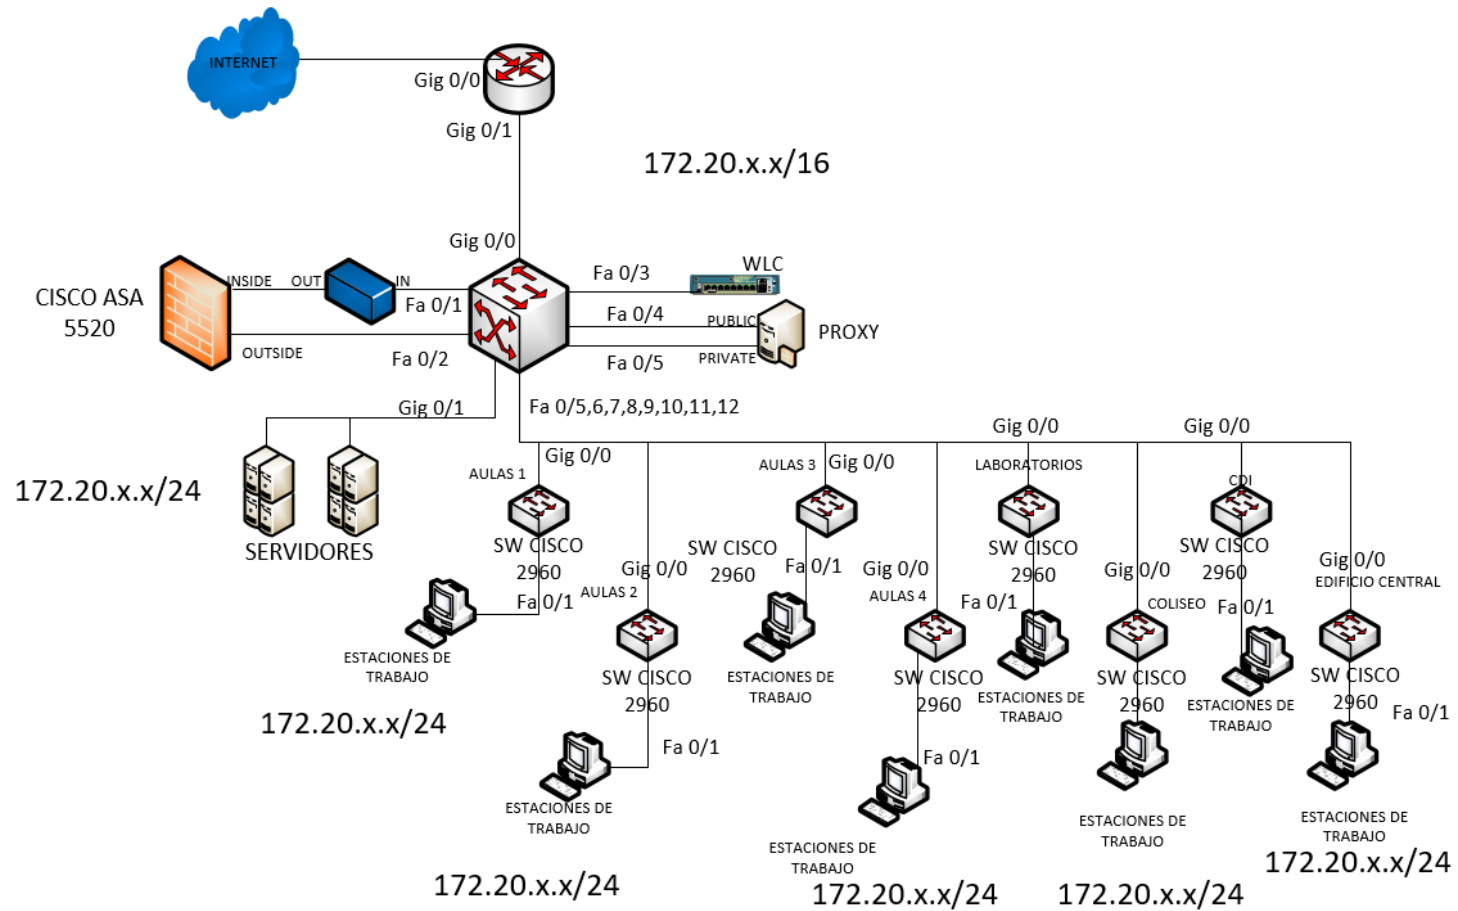 INTERNET
Gig 0/0
Gig 0/1
172.20.x.x/16
Gig 0/0
CISCO ASA
5520
INSIDE
OUT
IN
Fa 0/1
OUTSIDE
Fa 0/2
Fa 0/3
WLC
Fa 0/4
PUBLIC
PROXY
Fa 0/5
PRIVATE
Gig 0/1
Fa 0/5,6,7,8,9,10,11,12
172.20.x.x/24
SERVIDORES
Gig 0/0
AULAS 1
SW CISCO
2960
Fa 0/1
ESTACIONES DE
TRABAJO
172.20.x.x/24
Gig 0/0
AULAS 2
SW CISCO
2960
Fa 0/1
ESTACIONES DE
TRABAJO
172.20.x.x/24
AULAS 3
Gig 0/0
SW CISCO
2960
Fa 0/1
ESTACIONES DE
TRABAJO
Gig 0/0
AULAS 4
SW CISCO
2960
Fa 0/1
ESTACIONES DE
TRABAJO
172.20.x.x/24
Gig 0/0
LABORATORIOS
SW CISCO
2960
Fa 0/1
ESTACIONES DE
TRABAJO
Gig 0/0
COLISEO
SW CISCO
2960
ESTACIONES DE
TRABAJO
172.20.x.x/24
Gig 0/0
CDI
SW CISCO
2960
Fa 0/1
ESTACIONES DE
TRABAJO
Gig 0/0
EDIFICIO CENTRAL
SW CISCO
2960
Fa 0/1
ESTACIONES DE
TRABAJO
172.20.x.x/24